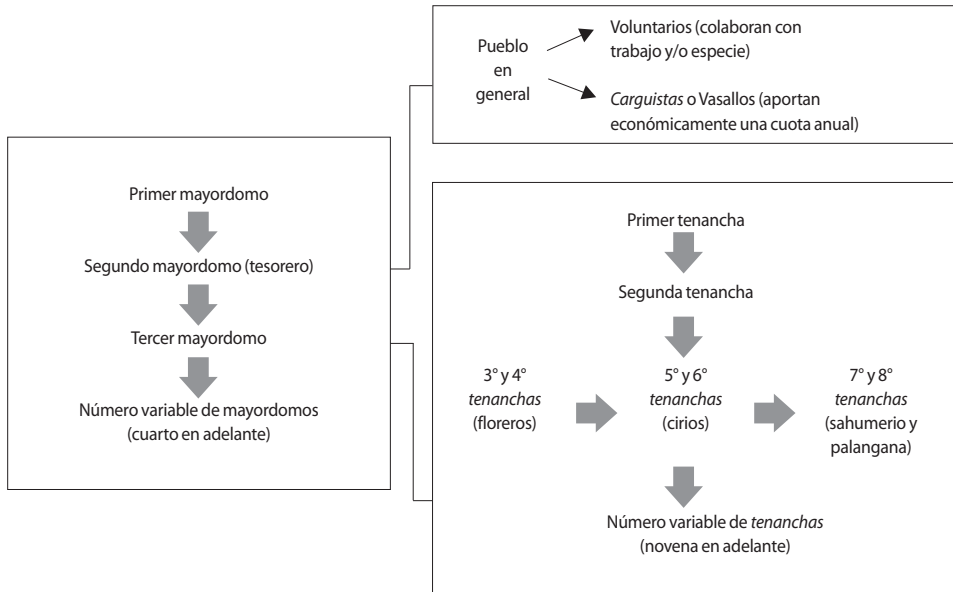 Pueblo
en
general
Voluntarios (colaboran con
trabajo y/o especie)
Carguistas o Vasallos (aportan
económicamente una cuota anual)
Primer mayordomo
Segundo mayordomo (tesorero)
Tercer mayordomo
Número variable de mayordomos
(cuarto en adelante)
Primer tenancha
Segunda tenancha
3° y 4°
tenanchas
(floreros)
5° y 6°
tenanchas
(cirios)
7° y 8°
tenanchas
(sahumerio y
palangana)
Número variable de tenanchas
(novena en adelante)